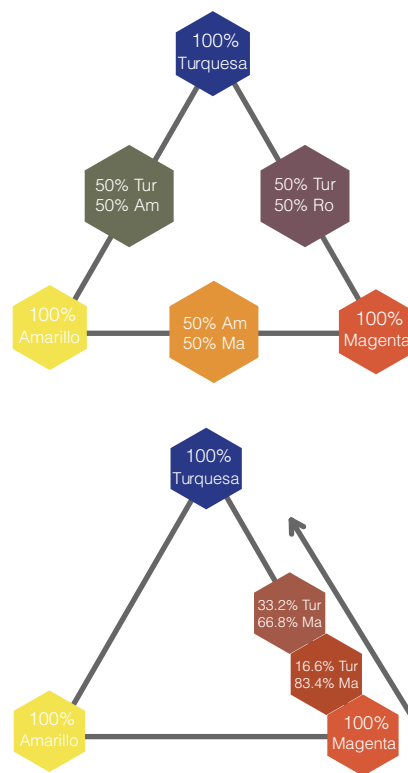 100%
Turquesa
50% Tur
50% Am
50% Tur
50% Ro
100%
Amarillo
50% Am
50% Ma
100%
Magenta
100%
Turquesa
33.2% Tur
66.8% Ma
16.6% Tur
83.4% Ma
100%
Amarillo
100%
Magenta